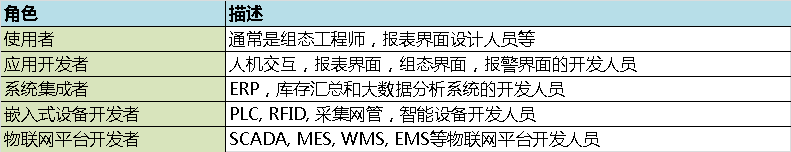 角色 描述
使用者 通常是组态工程师，报表界面设计人员等
应用开发者 人机交互，报表界面，组态界面，报警界面的开发人员
系统集成者 ERP，库存汇总和大数据分析系统的开发人员
嵌入式设备开发者 PLC, RFID, 采集网管，智能设备开发人员
物联网平台开发者 SCADA, MES, WMS, EMS等物联网平台开发人员